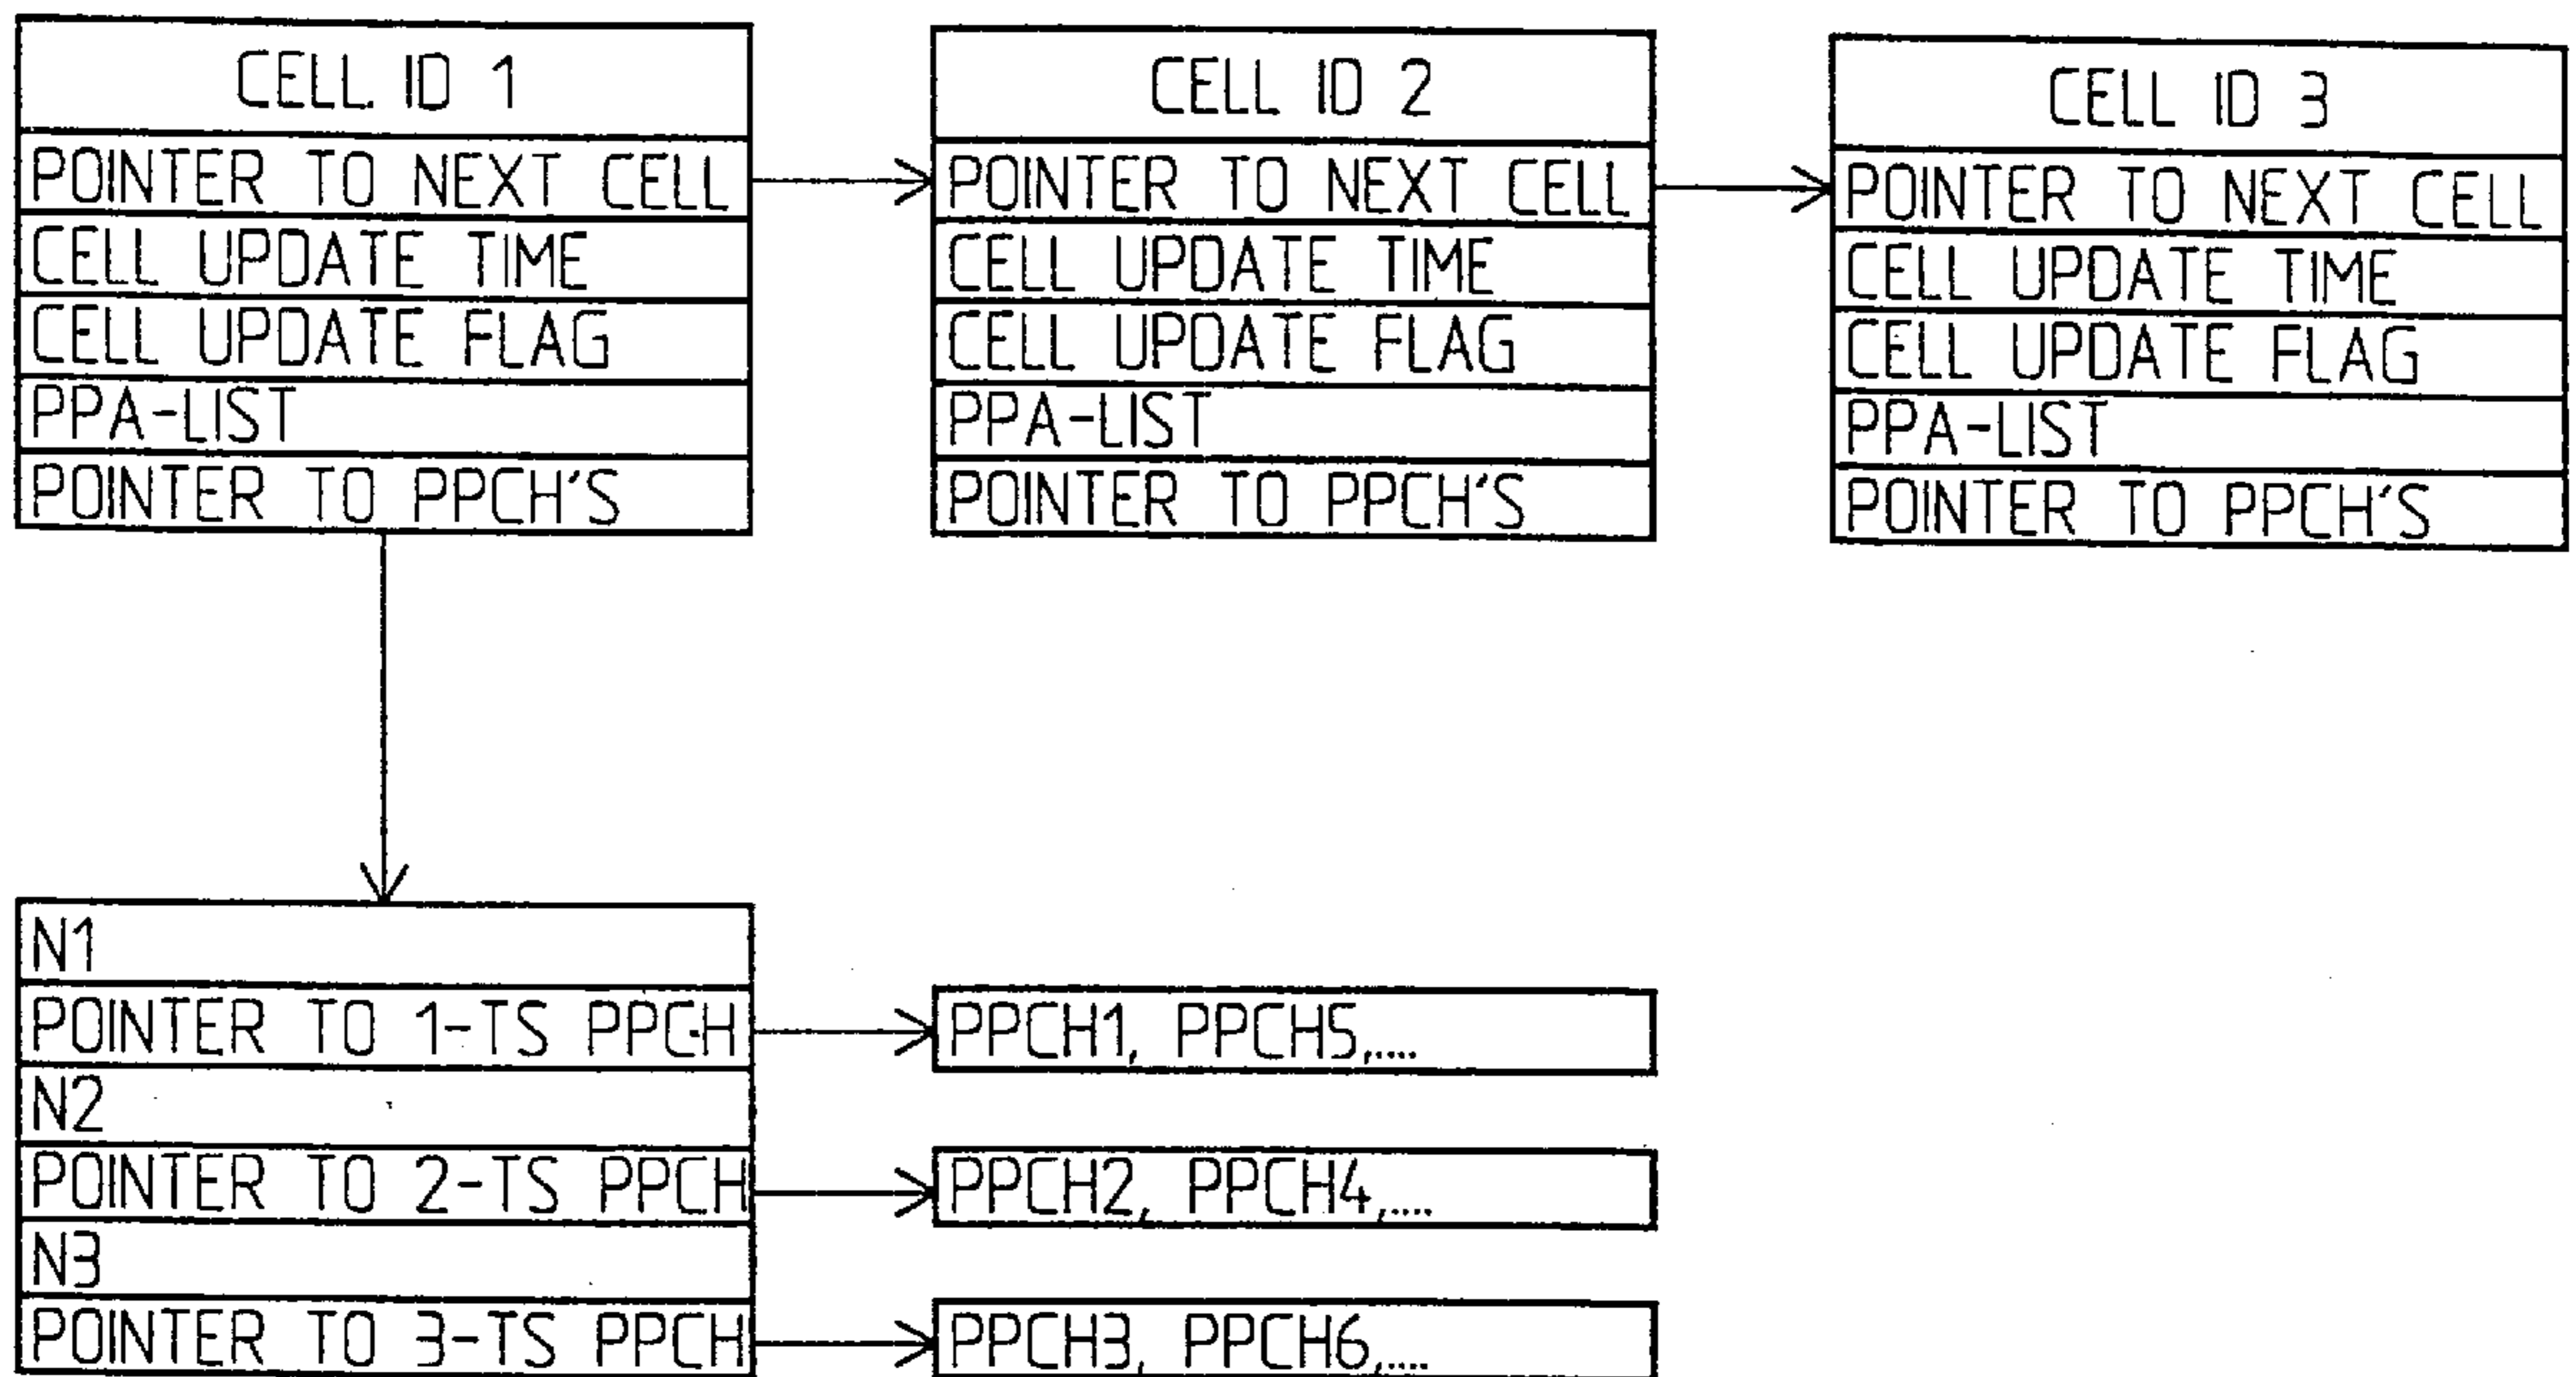 CELL ID 1
POINTER TO NEXT CELL
CELL UPDATE TIME
CELL UPDATE FLAG
PPA-LIST
POINTER TO PPCH'S
CELL ID 2
POINTER TO NEXT CELL
CELL UPDATE TIME
CELL UPDATE FLAG
PPA-LIST
POINTER TO PPCH'S
CELL ID 3
POINTER TO NEXT CELL
CELL UPDATE TIME
CELL UPDATE FLAG
PPA-LIST
POINTER TO PPCH'S
N1
POINTER TO 1-TS PPCH
N2
POINTER TO 2-TS PPCH
N3
POINTER TO 3-TS PPCH
PPCH1, PPCH5,....
PPCH2, PPCH4,....
PPCH3, PPCH6,....